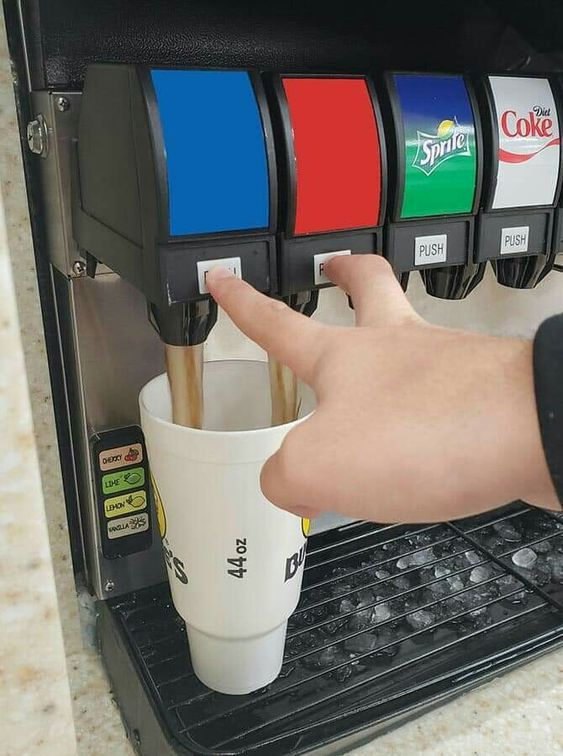 Sprite
Diet
Coke
PUSH
PUSH
CHERRY
LIME
LEMON
VANILLA
44 oz